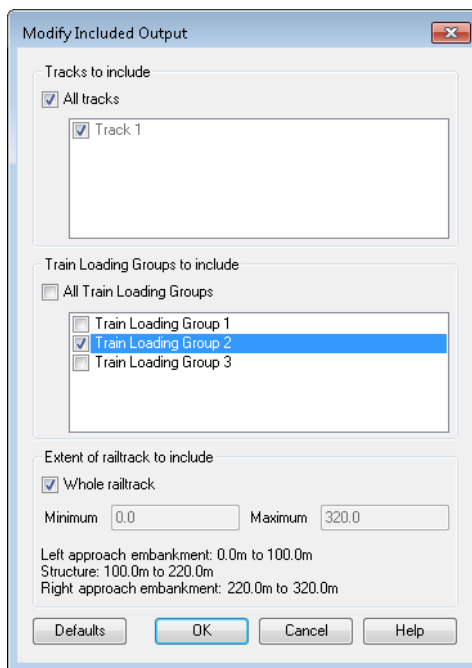 Modify Included Output
Tracks to include
All tracks
Track 1
Train Loading Groups to include
All Train Loading Groups
Train Loading Group 1
Train Loading Group 2
Train Loading Group 3
Extent of railtrack to include
Whole railtrack
Minimum 0.0 Maximum 320.0
Left approach embankment: 0.0m to 100.0m
Structure: 100.0m to 220.0m
Right approach embankment: 220.0m to 320.0m
Defaults OK Cancel Help